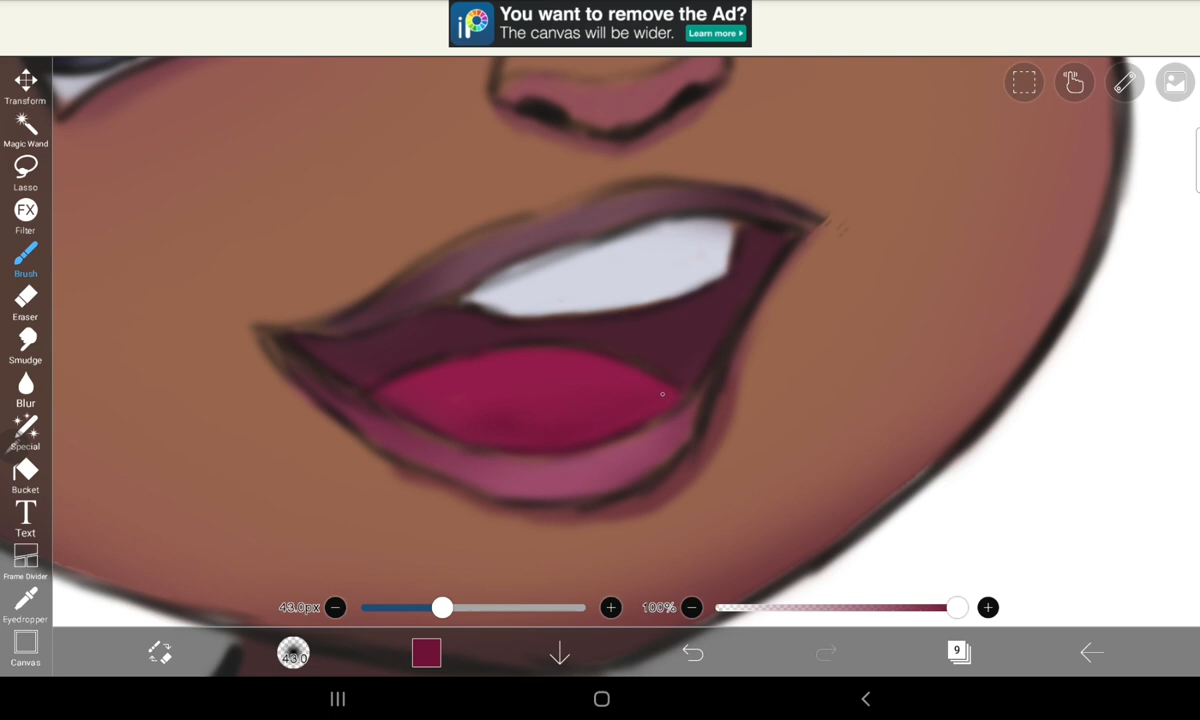 iP
You want to remove the Ad?
The canvas will be wider.
Learn more
Transform
Magic Wand
Lasso
FX
Filter
Brush
Eraser
Smudge
Blur
Special
Bucket
T
Text
Frame Divider
Eyedropper
Canvas
43.0px
100%
43.0
9